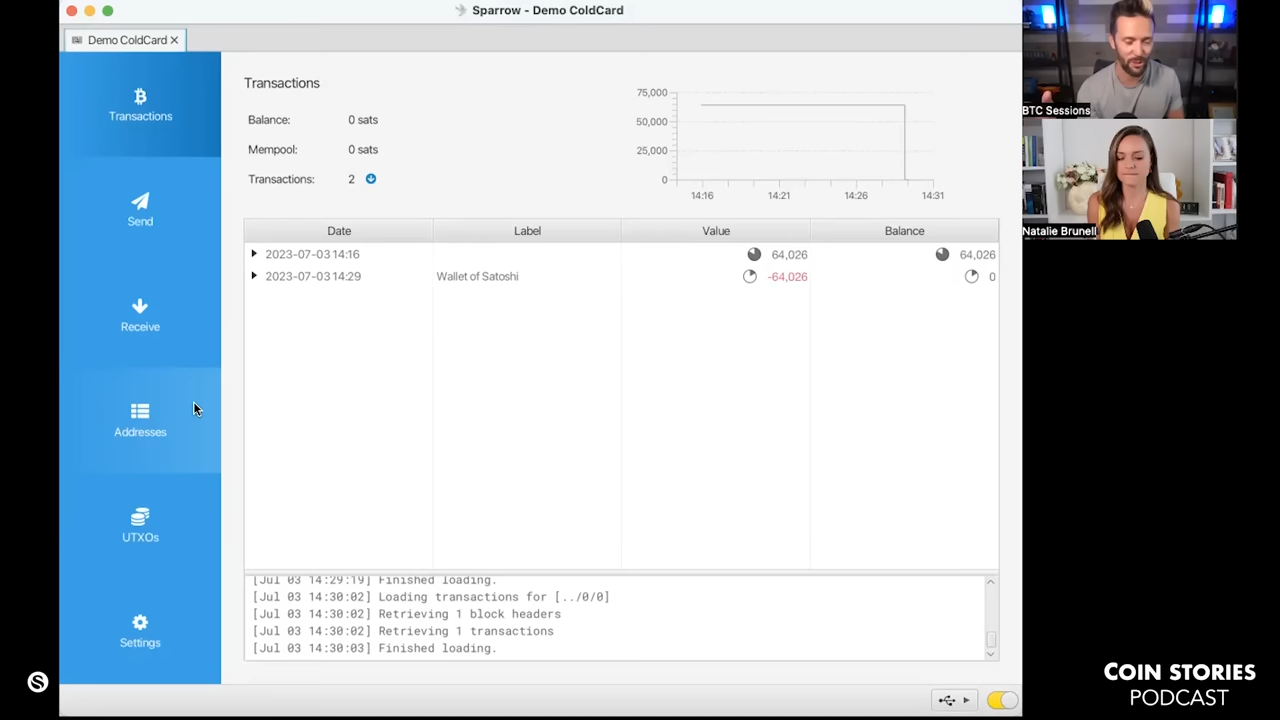 Sparrow - Demo ColdCard
Demo ColdCard
Transactions
Send
Receive
Addresses
UTXOs
Settings
Transactions
Balance: 0 sats
Mempool: 0 sats
Transactions: 2
75,000
50,000
25,000
0
14:16 14:21 14:26 14:31
Date Label Value Balance
2023-07-03 14:16 64,026 64,026
2023-07-03 14:29 Wallet of Satoshi -64,026 0
[Jul 03 14:29:19] Finished loading.
[Jul 03 14:30:02] Loading transactions for [../0/0]
[Jul 03 14:30:02] Retrieving 1 block headers
[Jul 03 14:30:02] Retrieving 1 transactions
[Jul 03 14:30:03] Finished loading.
BTC Sessions
Natalie Brunell
COIN STORIES
PODCAST